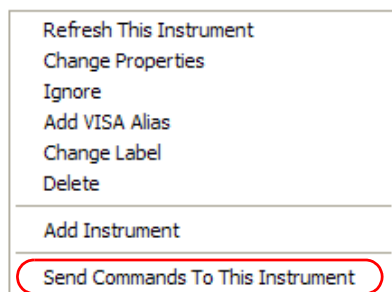 Refresh This Instrument
Change Properties
Ignore
Add VISA Alias
Change Label
Delete
Add Instrument
Send Commands To This Instrument